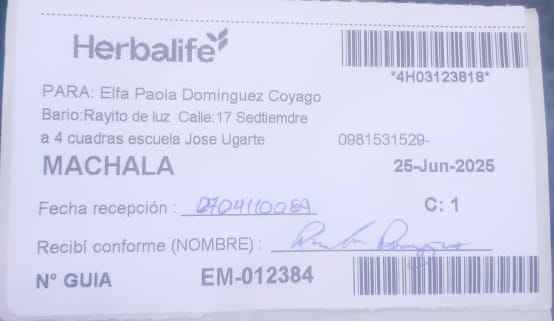 Herbalife
*4H03123818*
PARA: Elfa Paola Dominguez Coyago
Bario:Rayito de luz Calle:17 Sedtiemdre
a 4 cuadras escuela Jose Ugarte 0981531529-
MACHALA 25-Jun-2025
Fecha recepción : C: 1
Recibí conforme (NOMBRE) :
Nº GUIA EM-012384